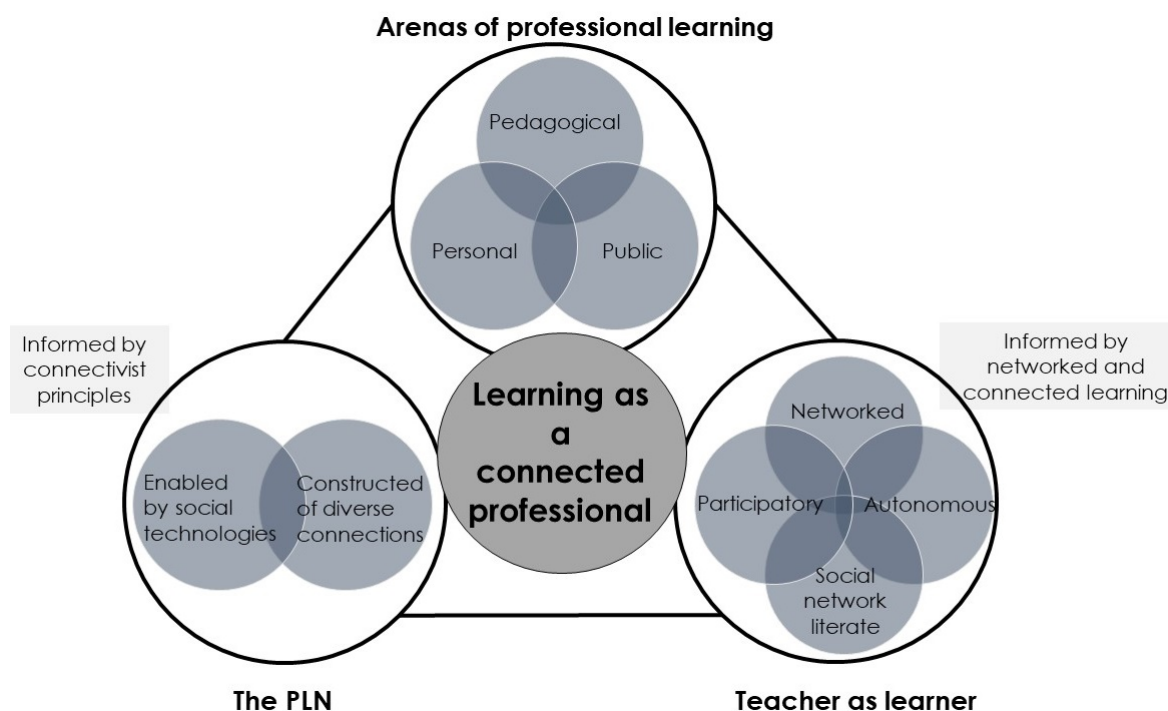 Arenas of professional learning
Pedagogical
Personal
Public
Informed by
connectivist
principles
Informed by
networked and
connected learning
Learning as
a
connected
professional
Enabled
by social
technologies
Constructed
of diverse
connections
Networked
Participatory
Autonomous
Social
network
literate
The PLN
Teacher as learner